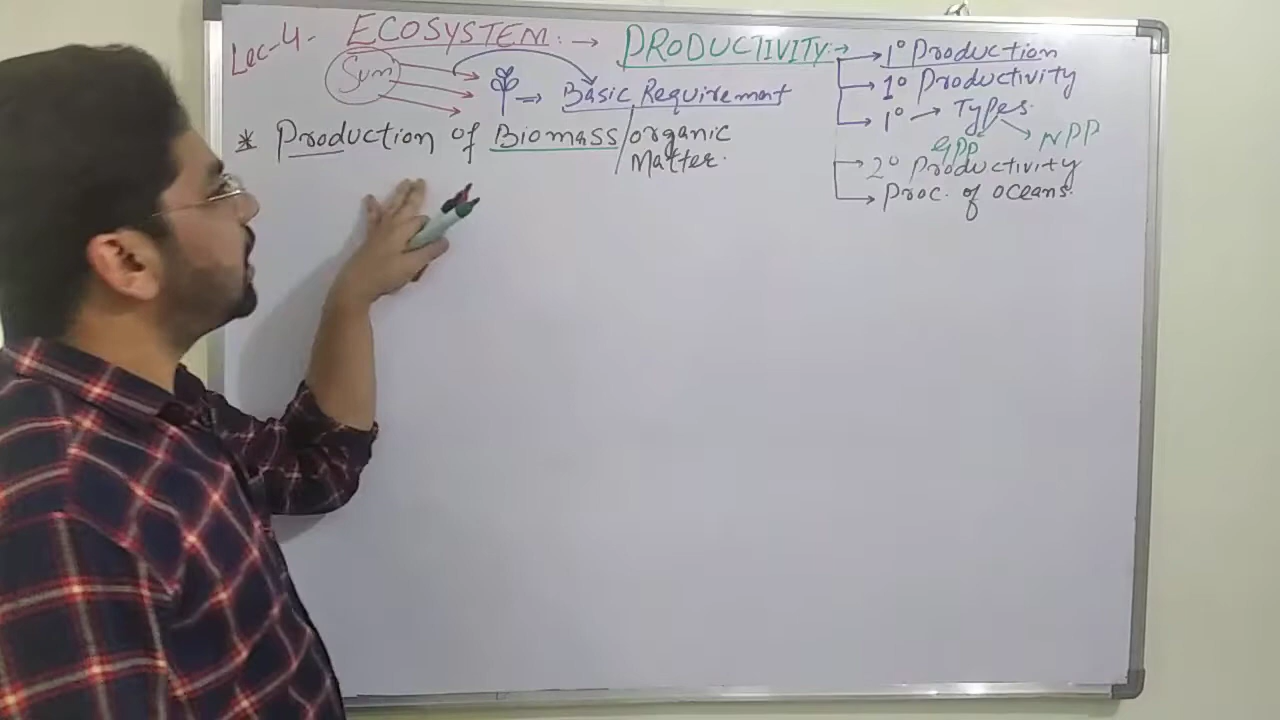 Lec-4- ECOSYSTEM:- → PRODUCTIVITY:→
Sun → Basic Requirement
* Production of Biomass/organic Matter.
→ 1° Production
→ 1° Productivity
→ 1° → Types.
GPP NPP
→ 2° Productivity
→ Proc. of oceans.